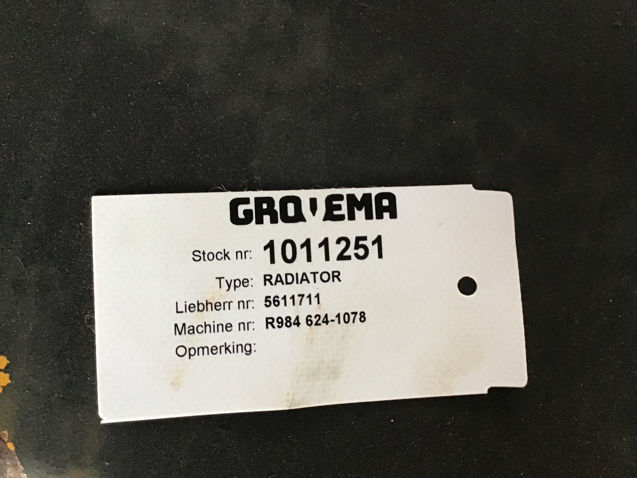 GROVEMA
Stock nr: 1011251
Type: RADIATOR
Liebherr nr: 5611711
Machine nr: R984 624-1078
Opmerking: